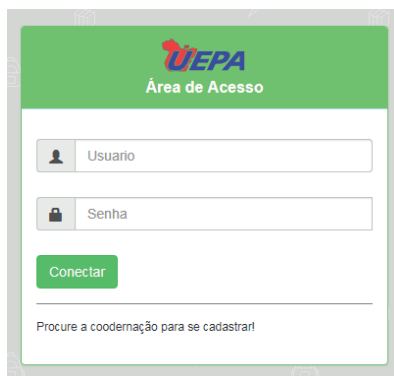 UEPA
Área de Acesso
Usuario
Senha
Conectar
Procure a coodernação para se cadastrar!